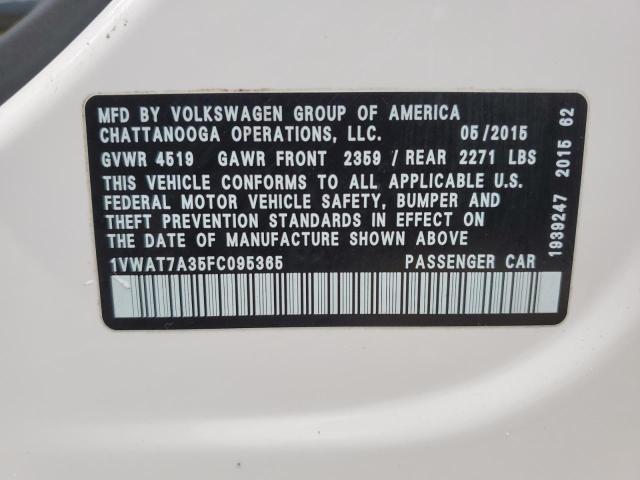 MFD BY VOLKSWAGEN GROUP OF AMERICA
CHATTANOOGA OPERATIONS, LLC. 05/2015
GVWR 4519 GAWR FRONT 2359 / REAR 2271 LBS
THIS VEHICLE CONFORMS TO ALL APPLICABLE U.S.
FEDERAL MOTOR VEHICLE SAFETY, BUMPER AND
THEFT PREVENTION STANDARDS IN EFFECT ON
DATE OF MANUFACTURE SHOWN ABOVE
1VWAT7A35FC095365 PASSENGER CAR
1939247 2015 62